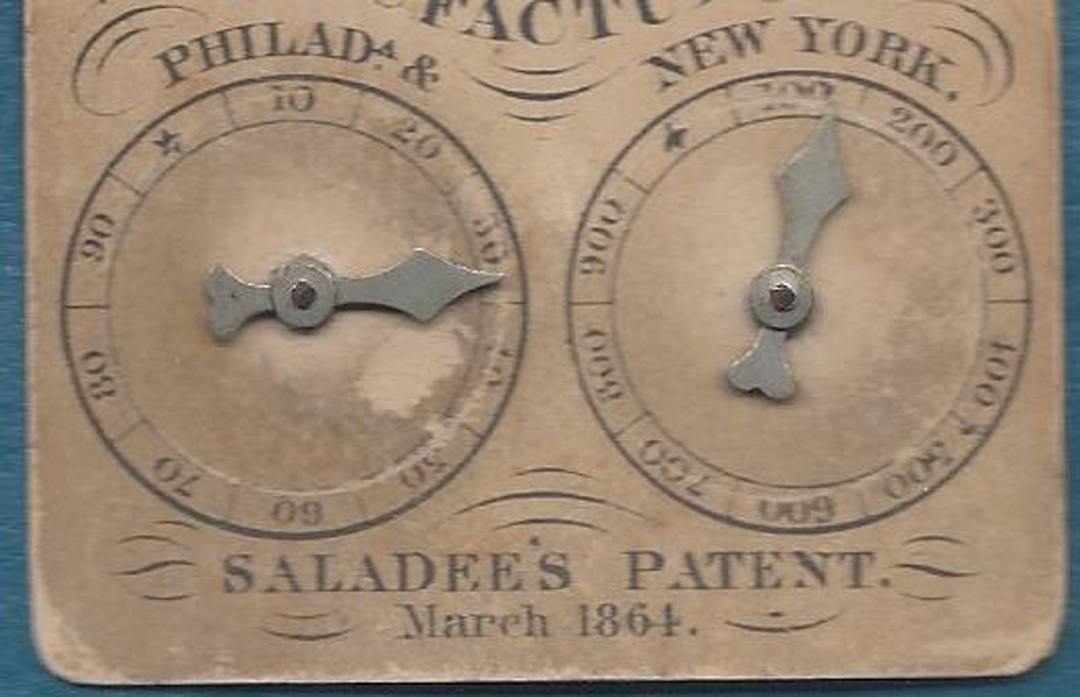 FACTU
PHILADA. & NEW YORK.
10 20 30 50 60 70 80 90
100 200 300 400 500 600 700 800 900
SALADEE'S PATENT.
March 1864.